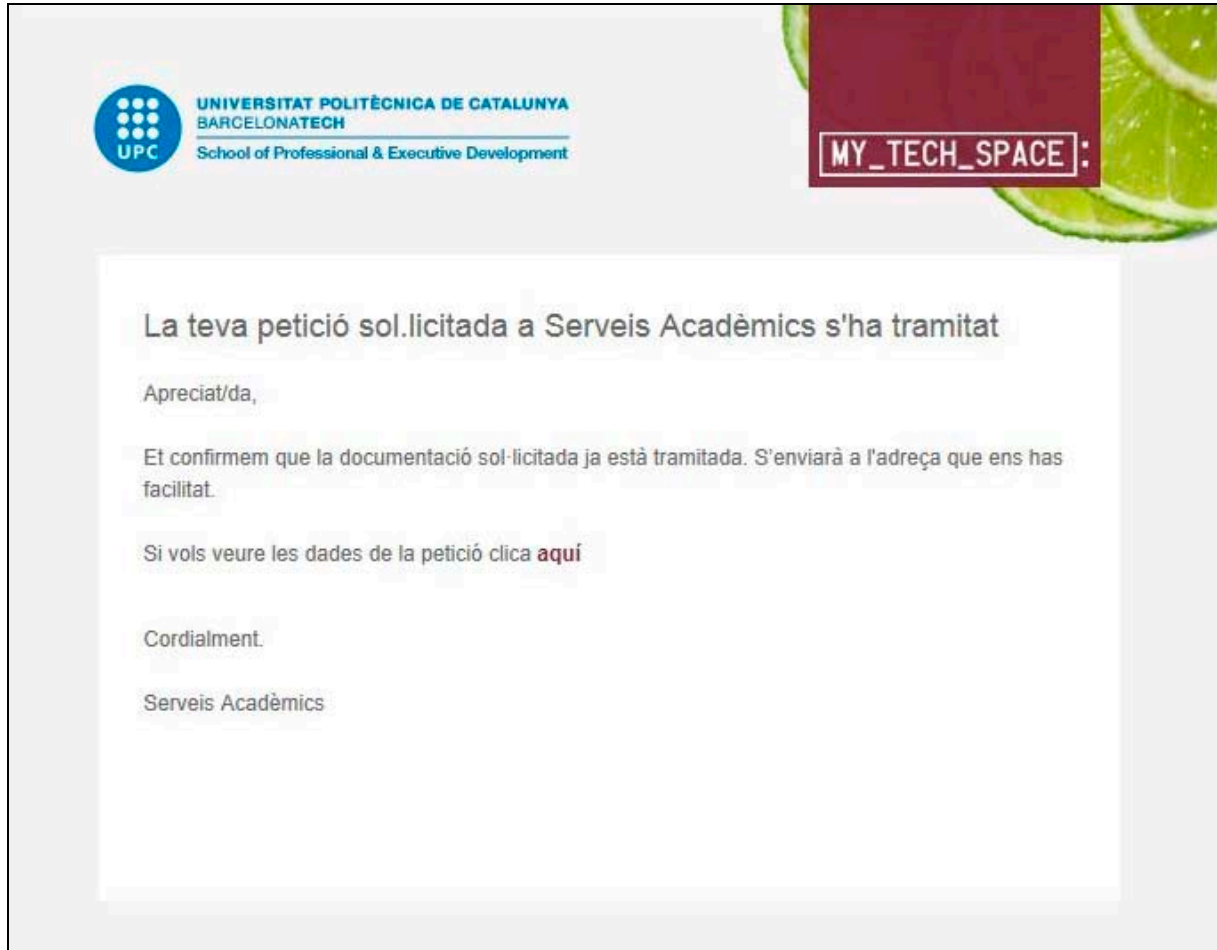 UPC
UNIVERSITAT POLITÈCNICA DE CATALUNYA
BARCELONATECH
School of Professional & Executive Development
MY_TECH_SPACE:
La teva petició sol.licitada a Serveis Acadèmics s'ha tramitat
Apreciat/da,
Et confirmem que la documentació sol·licitada ja està tramitada. S'enviarà a l'adreça que ens has
facilitat.
Si vols veure les dades de la petició clica aquí
Cordialment.
Serveis Acadèmics